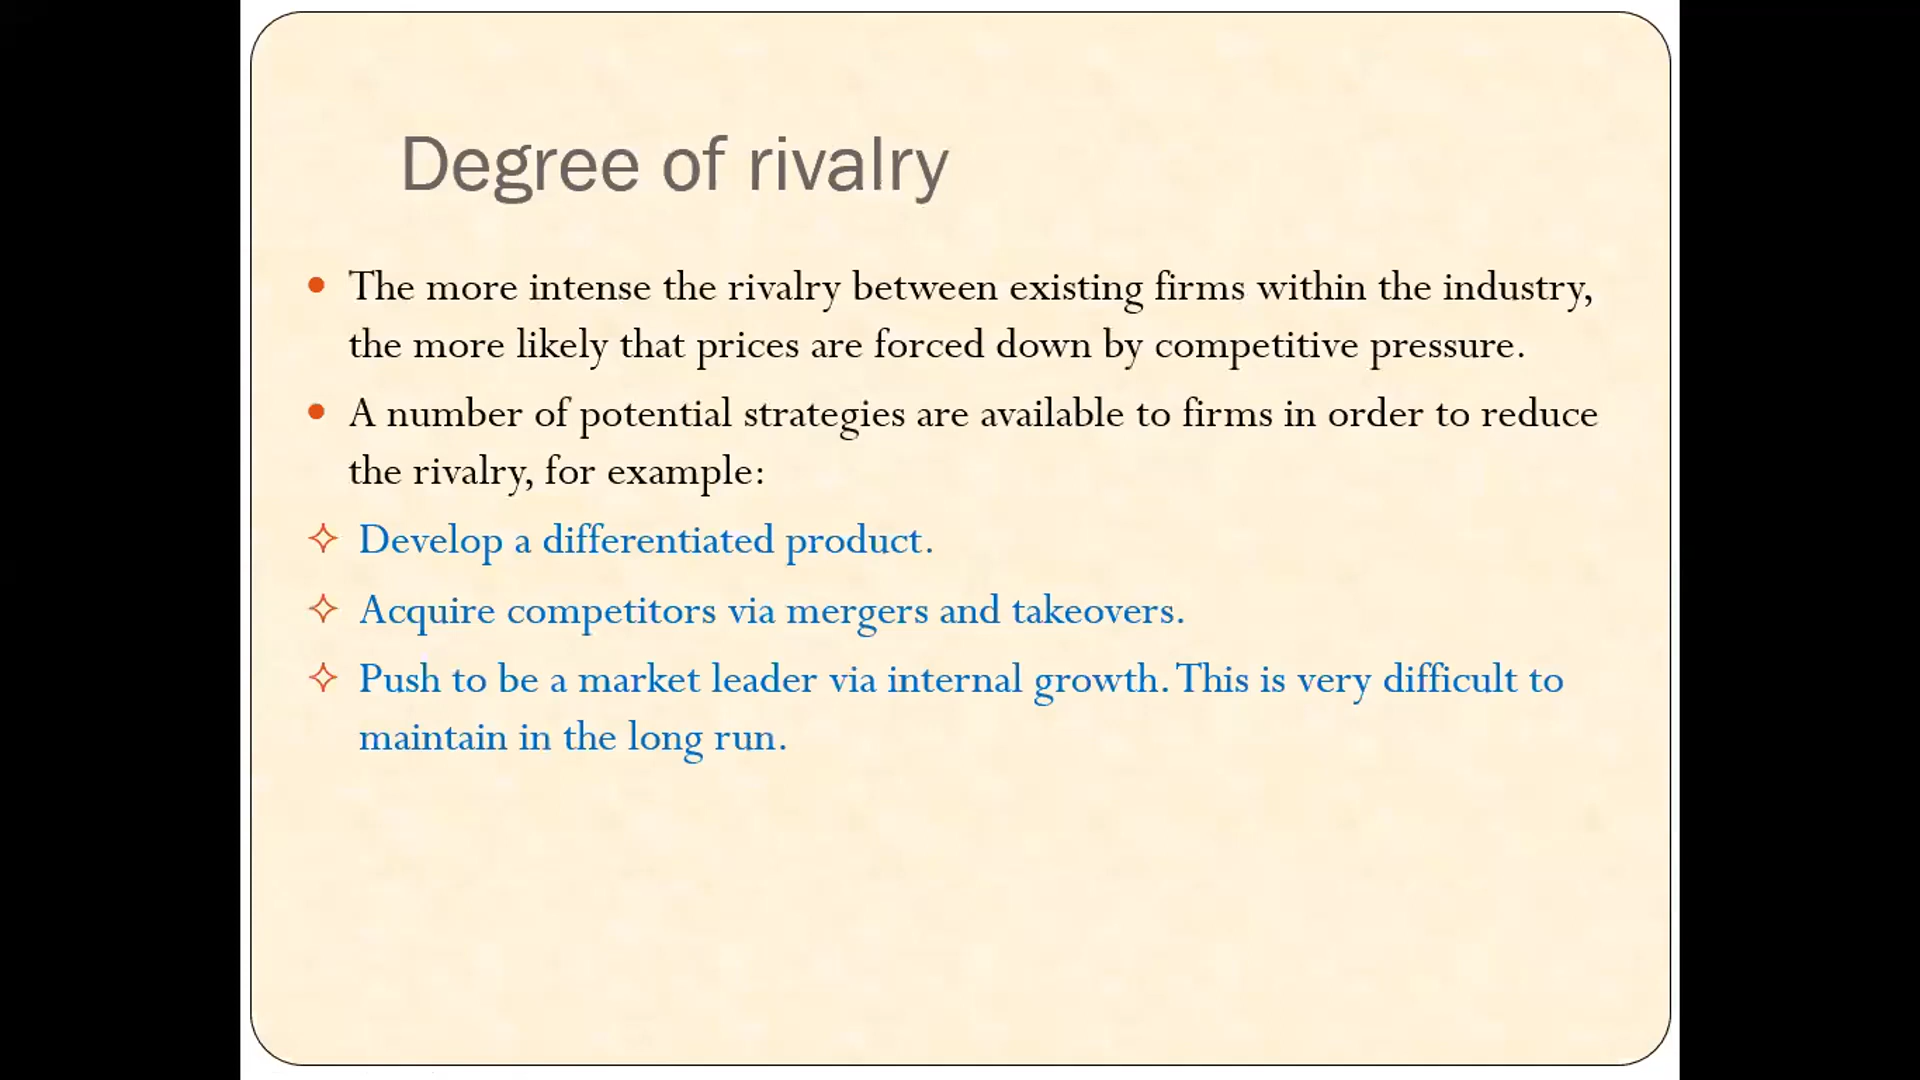 Degree of rivalry
• The more intense the rivalry between existing firms within the industry,
the more likely that prices are forced down by competitive pressure.
• A number of potential strategies are available to firms in order to reduce
the rivalry, for example:
✧ Develop a differentiated product.
✧ Acquire competitors via mergers and takeovers.
✧ Push to be a market leader via internal growth. This is very difficult to
maintain in the long run.